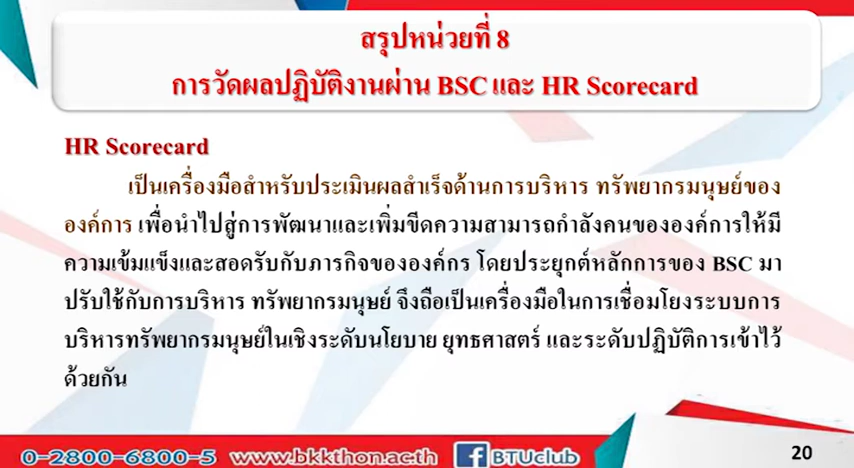 สรุปหน่วยที่ 8
การวัดผลปฏิบัติงานผ่าน BSC และ HR Scorecard
HR Scorecard
เป็นเครื่องมือสำหรับประเมินผลสำเร็จด้านการบริหาร ทรัพยากรมนุษย์ของ
องค์การ เพื่อนำไปสู่การพัฒนาและเพิ่มขีดความสามารถกำลังคนขององค์การให้มี
ความเข้มแข็งและสอดรับกับภารกิจขององค์กร โดยประยุกต์หลักการของ BSC มา
ปรับใช้กับการบริหาร ทรัพยากรมนุษย์ จึงถือเป็นเครื่องมือในการเชื่อมโยงระบบการ
บริหารทรัพยากรมนุษย์ในเชิงระดับนโยบาย ยุทธศาสตร์ และระดับปฏิบัติการเข้าไว้
ด้วยกัน
0-2800-6800-5 www.bkkthon.ac.th f BTUclub 20